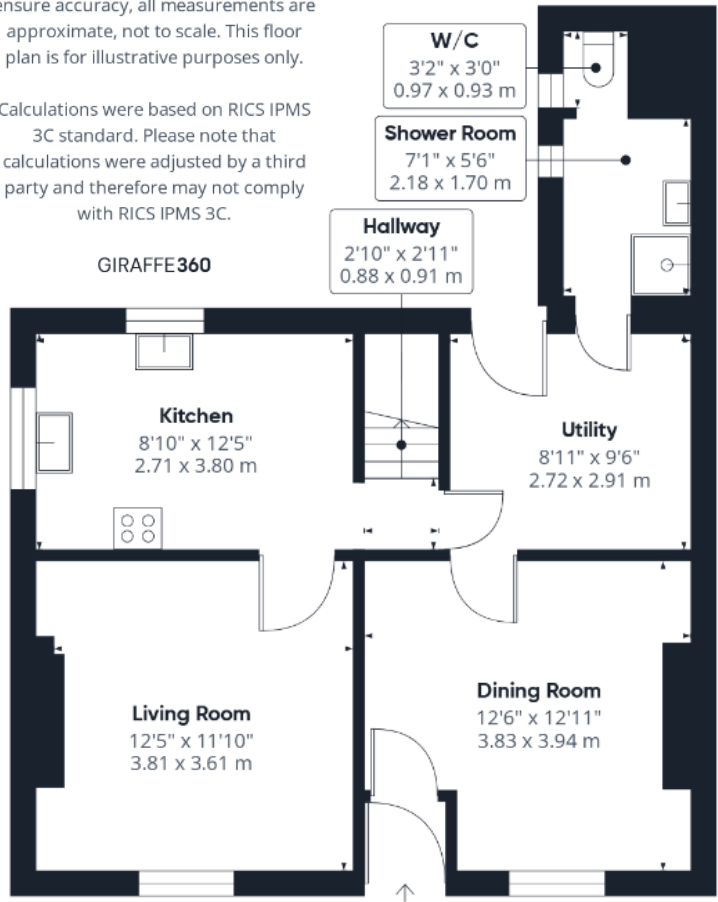 ensure accuracy, all measurements are
approximate, not to scale. This floor
plan is for illustrative purposes only.
Calculations were based on RICS IPMS
3C standard. Please note that
calculations were adjusted by a third
party and therefore may not comply
with RICS IPMS 3C.
GIRAFFE360
W/C
3'2" x 3'0"
0.97 x 0.93 m
Shower Room
7'1" x 5'6"
2.18 x 1.70 m
Hallway
2'10" x 2'11"
0.88 x 0.91 m
Kitchen
8'10" x 12'5"
2.71 x 3.80 m
Utility
8'11" x 9'6"
2.72 x 2.91 m
Living Room
12'5" x 11'10"
3.81 x 3.61 m
Dining Room
12'6" x 12'11"
3.83 x 3.94 m